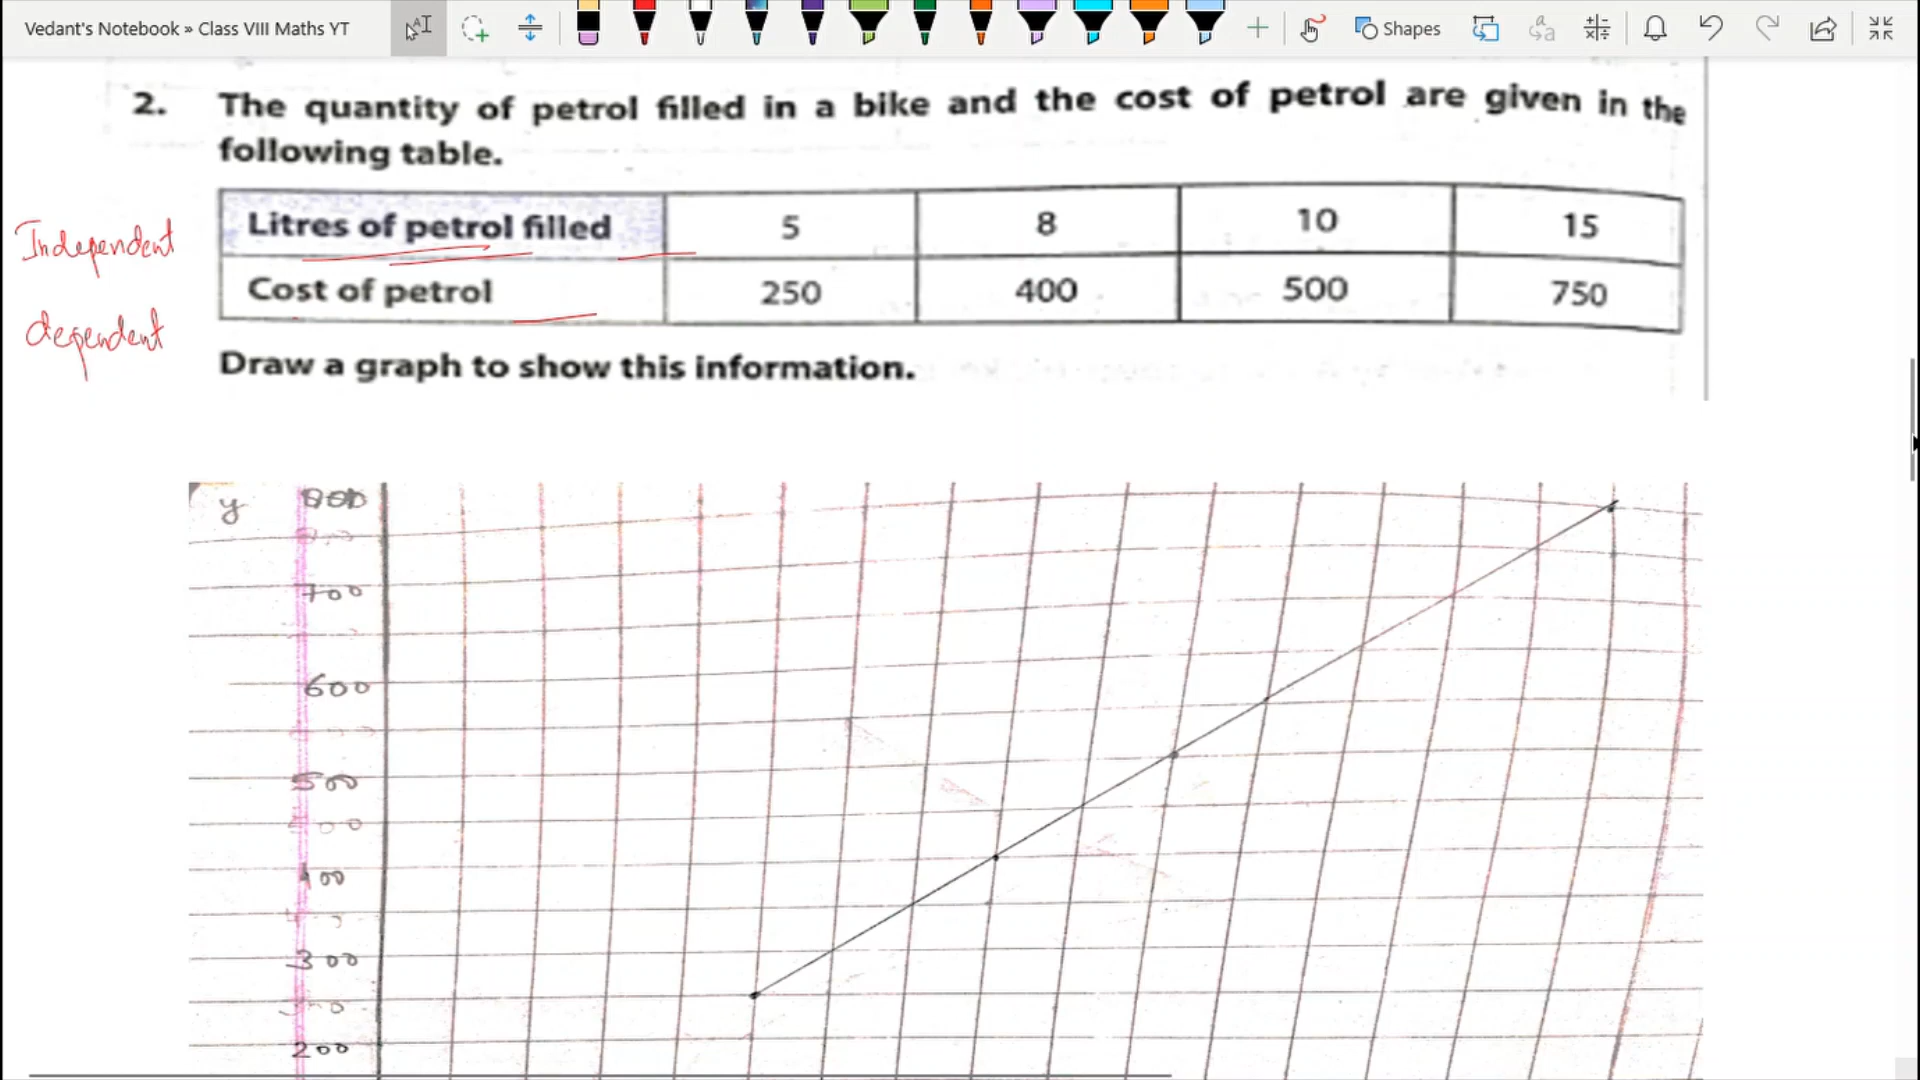 Vedant's Notebook » Class VIII Maths YT
Shapes
2. The quantity of petrol filled in a bike and the cost of petrol are given in the
following table.
Independent
Litres of petrol filled 5 8 10 15
dependent
Cost of petrol 250 400 500 750
Draw a graph to show this information.
y 800
700
600
500
400
300
200